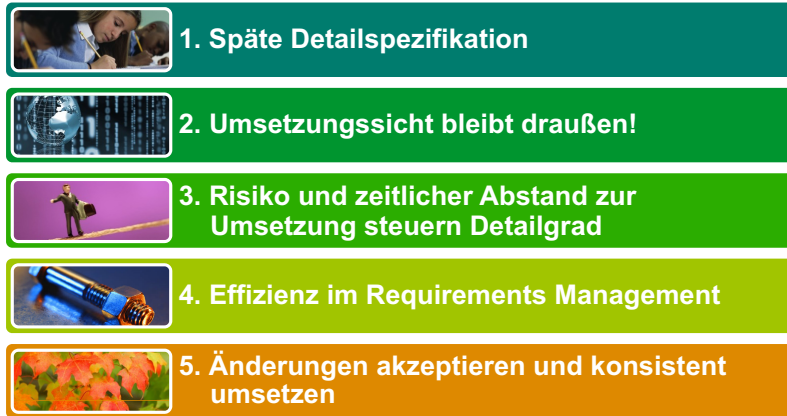 1. Späte Detailspezifikation
2. Umsetzungssicht bleibt draußen!
3. Risiko und zeitlicher Abstand zur
Umsetzung steuern Detailgrad
4. Effizienz im Requirements Management
5. Änderungen akzeptieren und konsistent
umsetzen